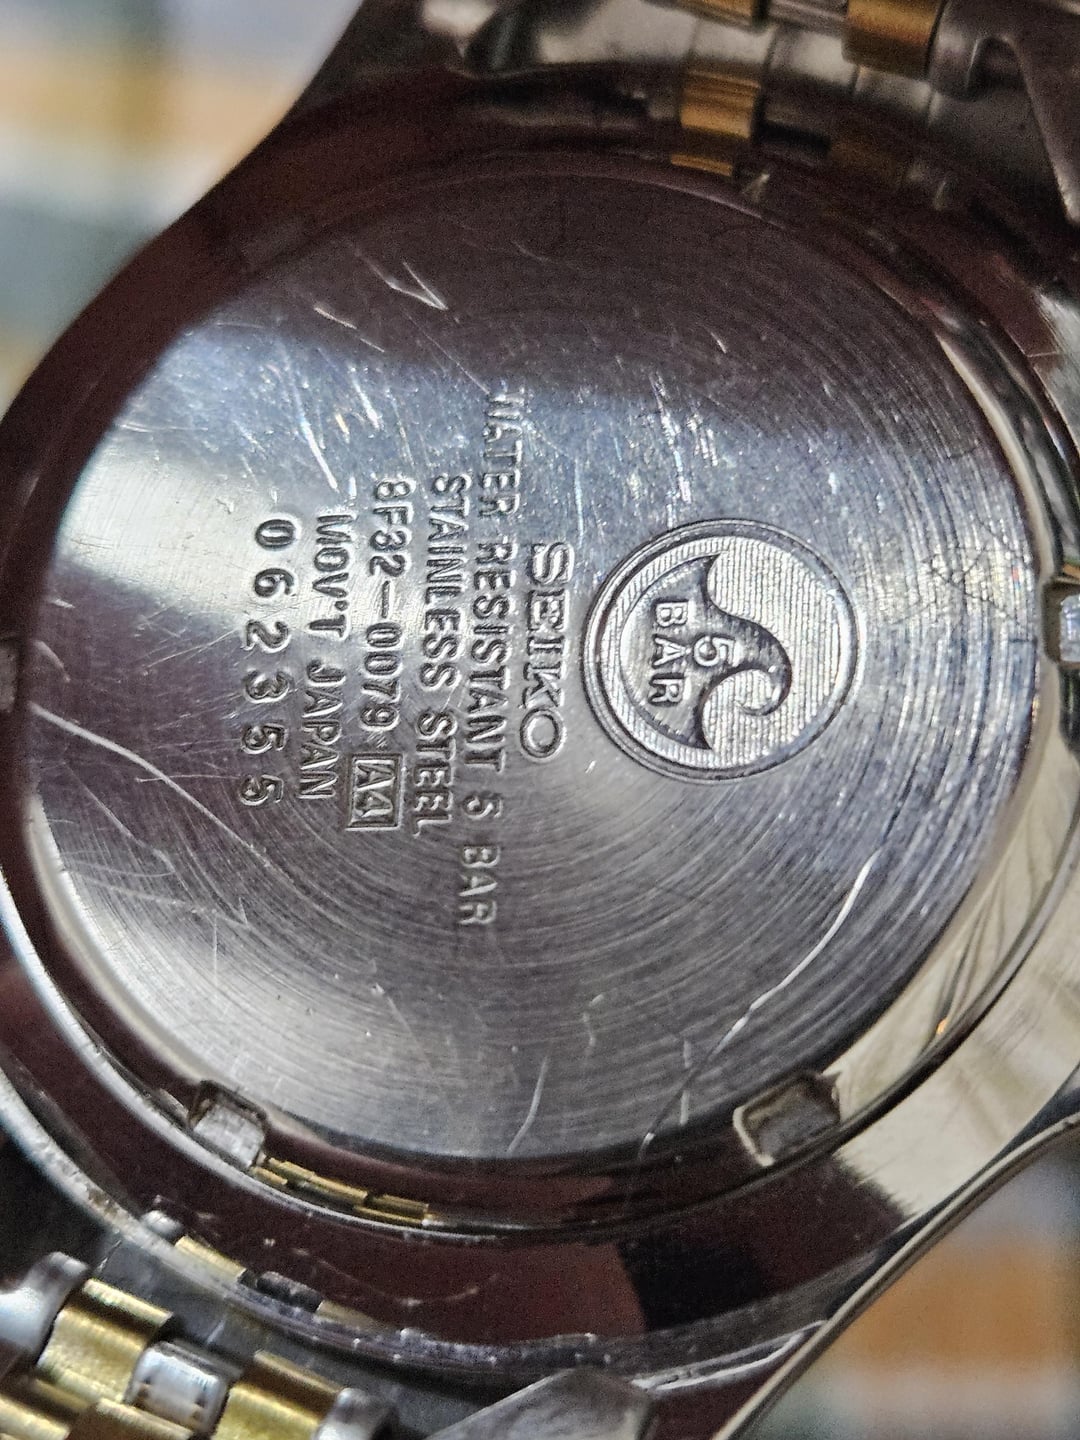 5
BAR
SEIKO
WATER RESISTANT 5 BAR
STAINLESS STEEL
8F32-0079 A4
MOV'T JAPAN
062355